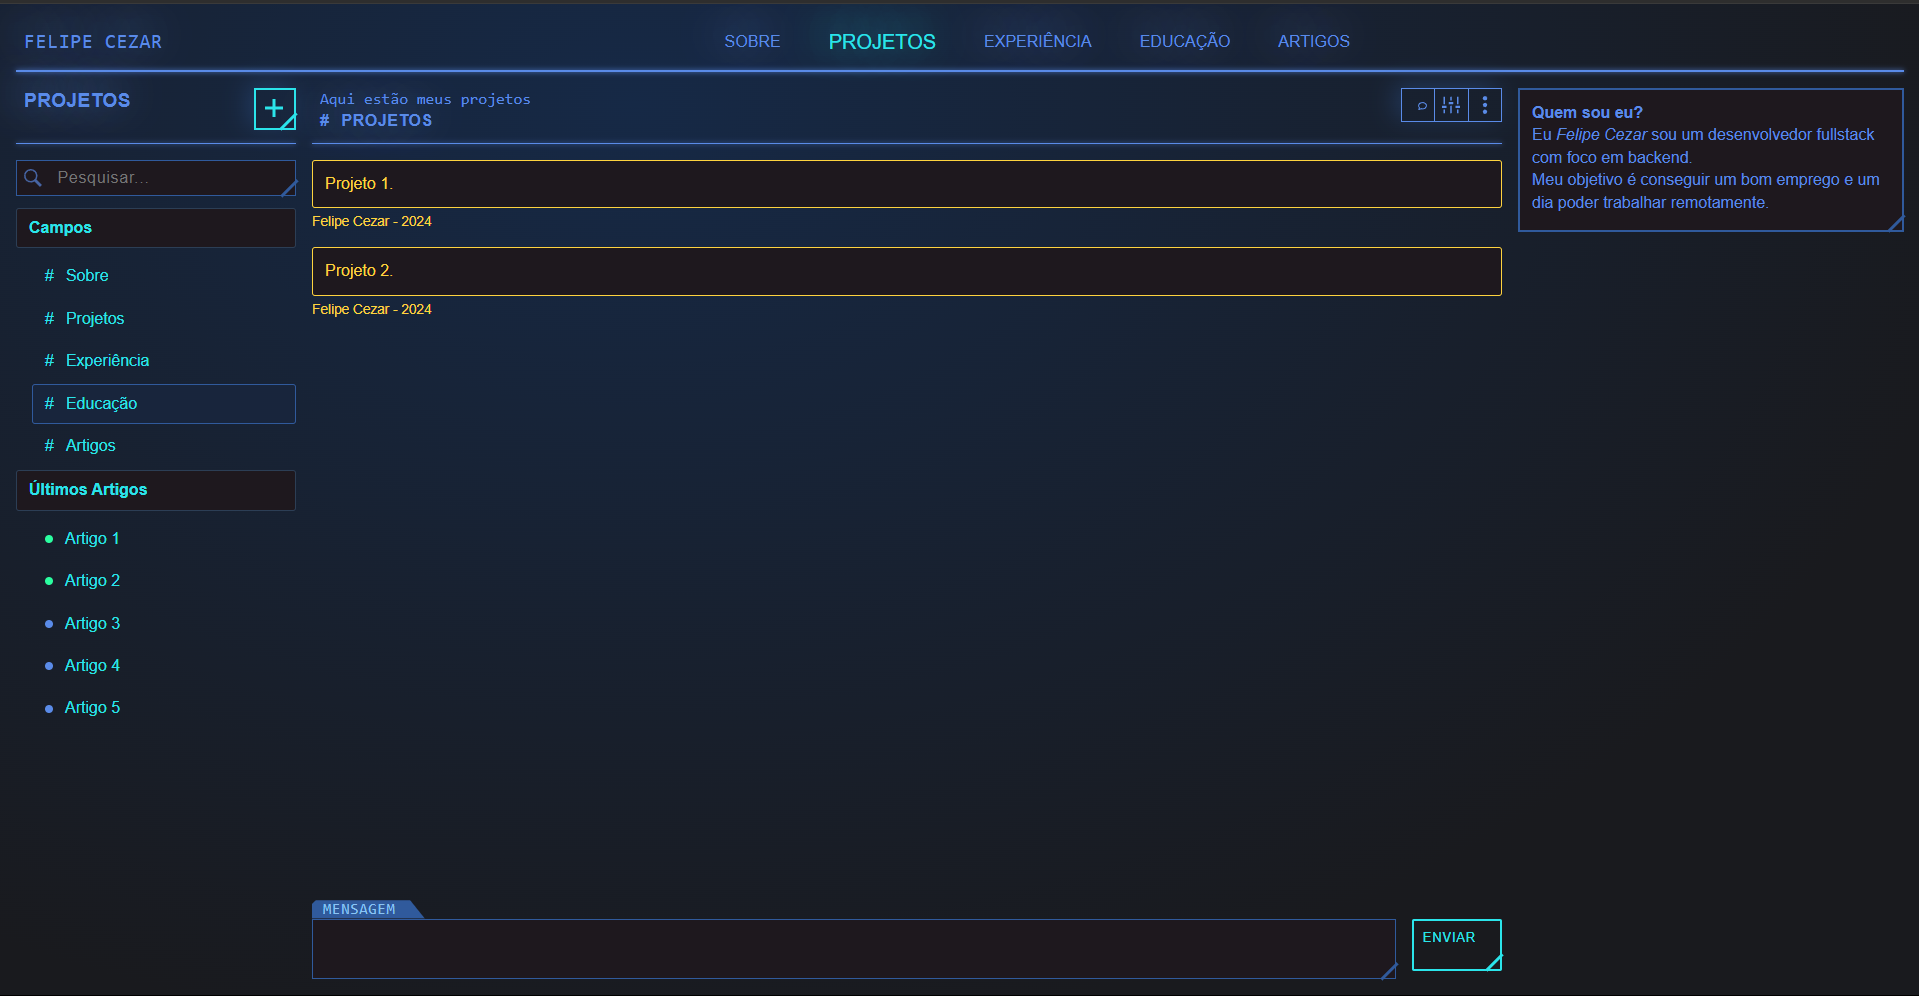 FELIPE CEZAR
SOBRE
PROJETOS
EXPERIÊNCIA
EDUCAÇÃO
ARTIGOS
PROJETOS
Pesquisar...
Campos
# Sobre
# Projetos
# Experiência
# Educação
# Artigos
Últimos Artigos
Artigo 1
Artigo 2
Artigo 3
Artigo 4
Artigo 5
Aqui estão meus projetos
# PROJETOS
Projeto 1.
Felipe Cezar - 2024
Projeto 2.
Felipe Cezar - 2024
MENSAGEM
ENVIAR
Quem sou eu?
Eu Felipe Cezar sou um desenvolvedor fullstack
com foco em backend.
Meu objetivo é conseguir um bom emprego e um
dia poder trabalhar remotamente.